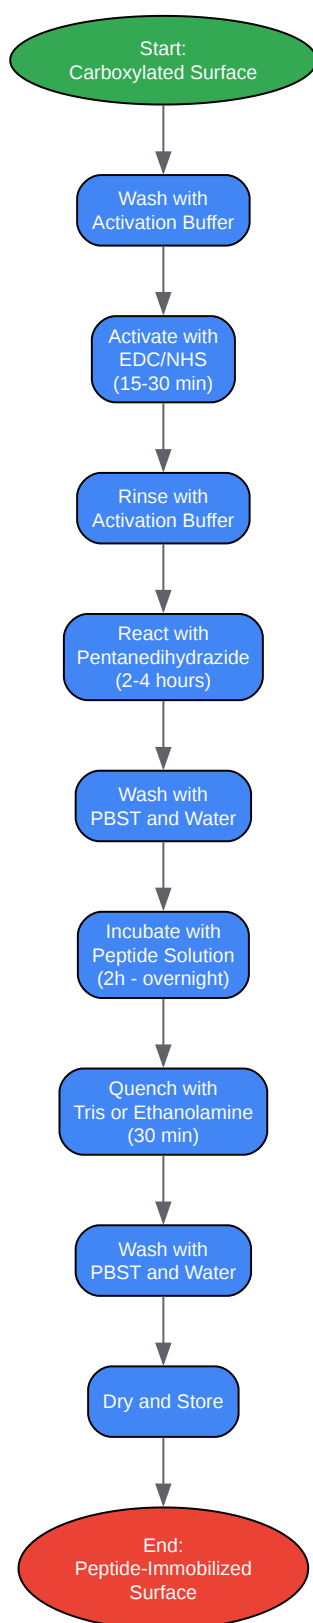 Start:
Carboxylated Surface
Wash with
Activation Buffer
Activate with
EDC/NHS
(15-30 min)
Rinse with
Activation Buffer
React with
Pentanedihydrazide
(2-4 hours)
Wash with
PBST and Water
Incubate with
Peptide Solution
(2h - overnight)
Quench with
Tris or Ethanolamine
(30 min)
Wash with
PBST and Water
Dry and Store
End:
Peptide-Immobilized
Surface